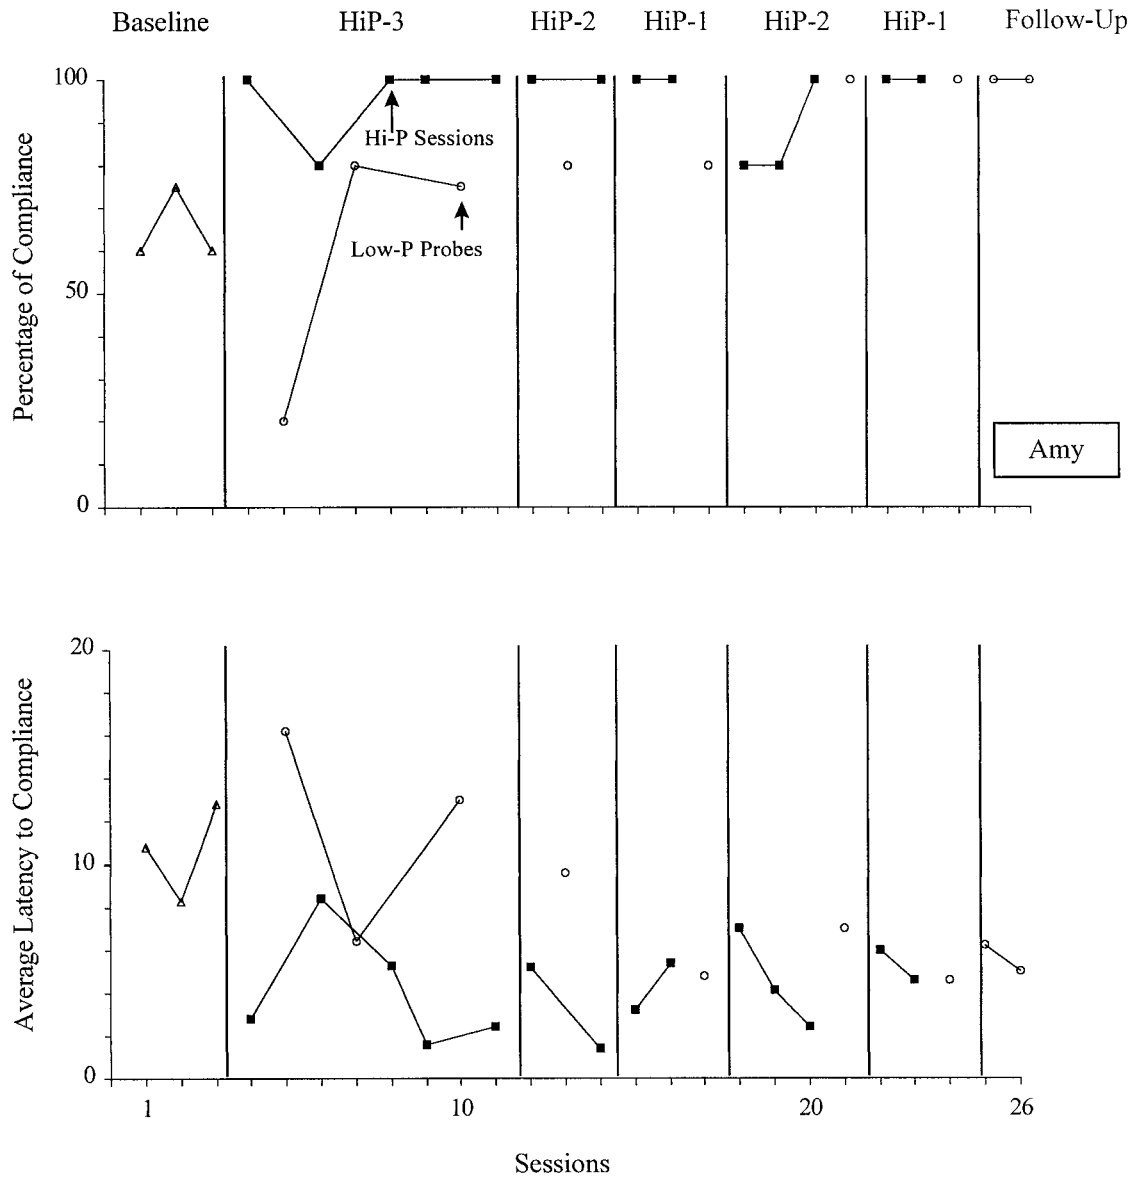 Baseline HiP-3 HiP-2 HiP-1 HiP-2 HiP-1 Follow-Up
Percentage of Compliance
100
50
0
Hi-P Sessions
Low-P Probes
Amy
Average Latency to Compliance
20
10
0
1 10 20 26
Sessions